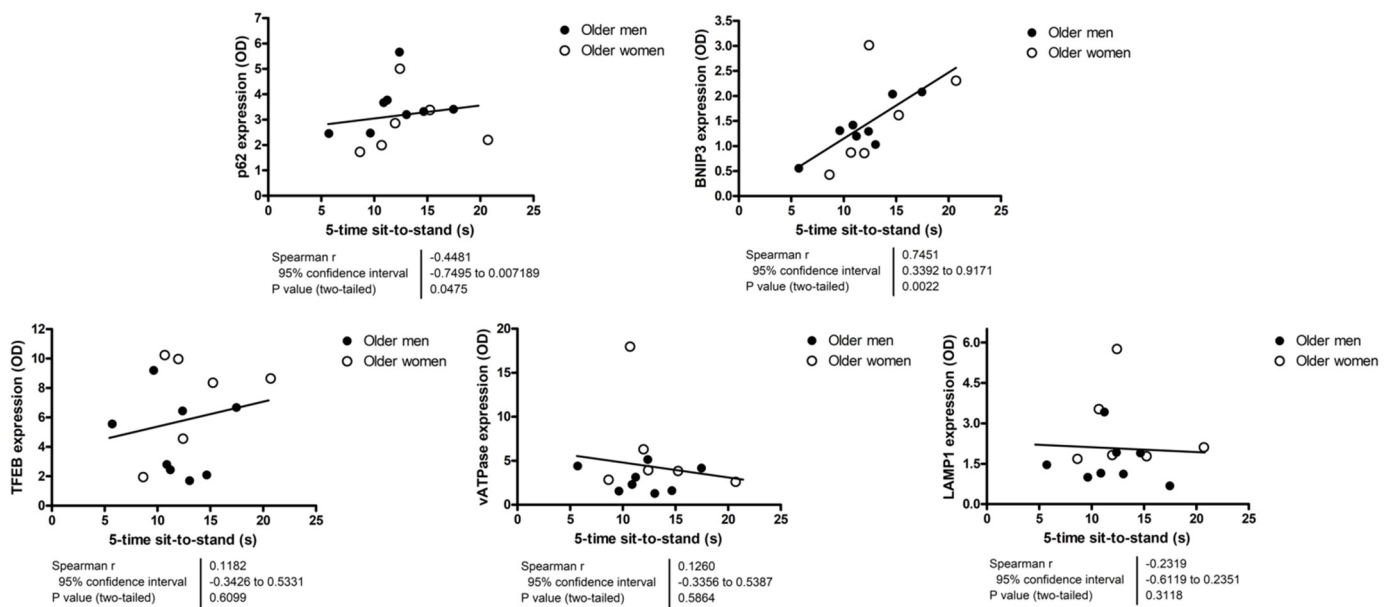 7
6
5
4
3
2
1
0
p62 expression (OD)
0 5 10 15 20 25
5-time sit-to-stand (s)
Older men
Older women
Spearman r -0.4481
95% confidence interval -0.7495 to 0.007189
P value (two-tailed) 0.0475
3.5
3.0
2.5
2.0
1.5
1.0
0.5
0.0
BNIP3 expression (OD)
0 5 10 15 20 25
5-time sit-to-stand (s)
Older men
Older women
Spearman r 0.7451
95% confidence interval 0.3392 to 0.9171
P value (two-tailed) 0.0022
12
10
8
6
4
2
0
TFEB expression (OD)
0 5 10 15 20 25
5-time sit-to-stand (s)
Older men
Older women
Spearman r 0.1182
95% confidence interval -0.3426 to 0.5331
P value (two-tailed) 0.6099
20
15
10
5
0
vATPase expression (OD)
0 5 10 15 20 25
5-time sit-to-stand (s)
Older men
Older women
Spearman r 0.1260
95% confidence interval -0.3356 to 0.5387
P value (two-tailed) 0.5864
6.0
4.5
3.0
1.5
0.0
LAMP1 expression (OD)
0 5 10 15 20 25
5-time sit-to-stand (s)
Older men
Older women
Spearman r -0.2319
95% confidence interval -0.6119 to 0.2351
P value (two-tailed) 0.3118